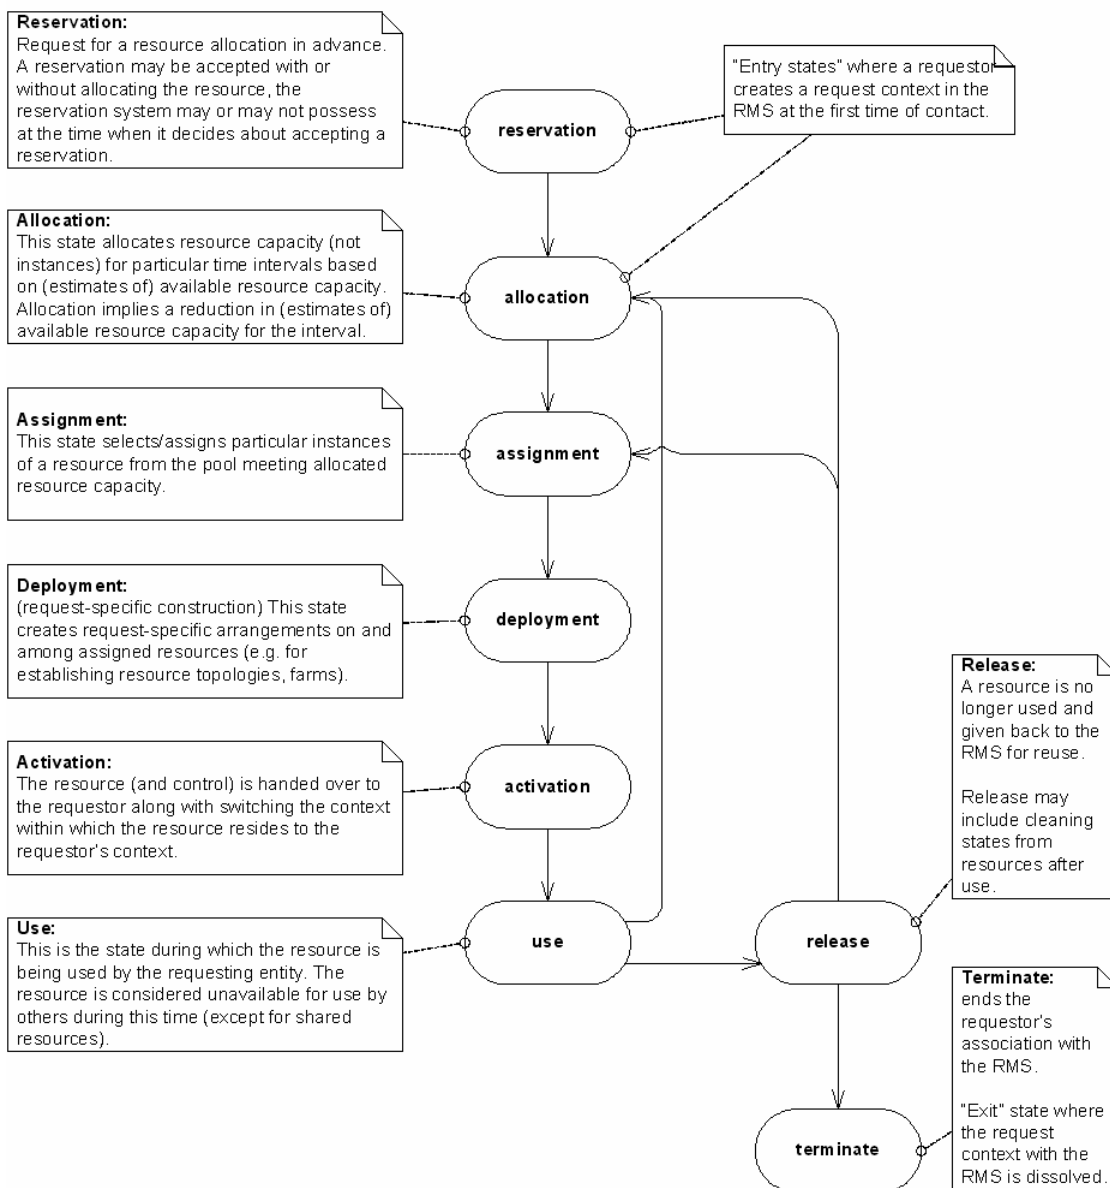 Reservation:
Request for a resource allocation in advance.
A reservation may be accepted with or
without allocating the resource, the
reservation system may or may not possess
at the time when it decides about accepting a
reservation.
"Entry states" where a requestor
creates a request context in the
RMS at the first time of contact.
reservation
Allocation:
This state allocates resource capacity (not
instances) for particular time intervals based
on (estimates of) available resource capacity.
Allocation implies a reduction in (estimates of)
available resource capacity for the interval.
allocation
Assignment:
This state selects/assigns particular instances
of a resource from the pool meeting allocated
resource capacity.
assignment
Deployment:
(request-specific construction) This state
creates request-specific arrangements on and
among assigned resources (e.g. for
establishing resource topologies, farms).
deployment
Activation:
The resource (and control) is handed over to
the requestor along with switching the context
within which the resource resides to the
requestor's context.
activation
Use:
This is the state during which the resource is
being used by the requesting entity. The
resource is considered unavailable for use by
others during this time (except for shared
resources).
use
release
Release:
A resource is no
longer used and
given back to the
RMS for reuse.
Release may
include cleaning
states from
resources after
use.
Terminate:
ends the
requestor's
association with
the RMS.
"Exit" state where
the request
context with the
RMS is dissolved.
terminate